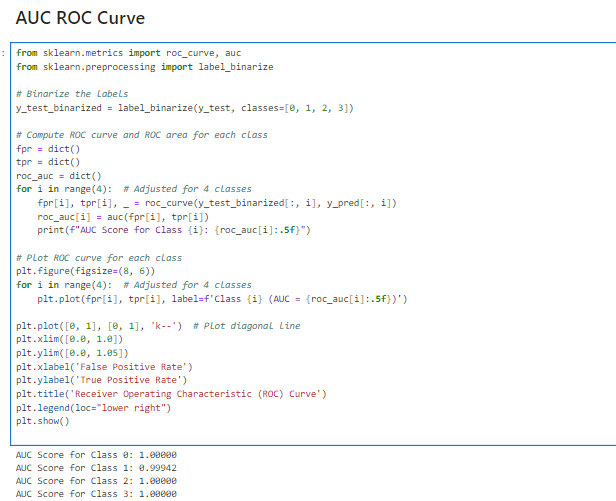 AUC ROC Curve
:
from sklearn.metrics import roc_curve, auc
from sklearn.preprocessing import label_binarize

# Binarize the labels
y_test_binarized = label_binarize(y_test, classes=[0, 1, 2, 3])

# Compute ROC curve and ROC area for each class
fpr = dict()
tpr = dict()
roc_auc = dict()
for i in range(4):  # Adjusted for 4 classes
    fpr[i], tpr[i], _ = roc_curve(y_test_binarized[:, i], y_pred[:, i])
    roc_auc[i] = auc(fpr[i], tpr[i])
    print(f"AUC Score for Class {i}: {roc_auc[i]:.5f}")

# Plot ROC curve for each class
plt.figure(figsize=(8, 6))
for i in range(4):  # Adjusted for 4 classes
    plt.plot(fpr[i], tpr[i], label=f'Class {i} (AUC = {roc_auc[i]:.5f})')

plt.plot([0, 1], [0, 1], 'k--')  # Plot diagonal line
plt.xlim([0.0, 1.0])
plt.ylim([0.0, 1.05])
plt.xlabel('False Positive Rate')
plt.ylabel('True Positive Rate')
plt.title('Receiver Operating Characteristic (ROC) Curve')
plt.legend(loc="lower right")
plt.show()

AUC Score for Class 0: 1.00000
AUC Score for Class 1: 0.99942
AUC Score for Class 2: 1.00000
AUC Score for Class 3: 1.00000